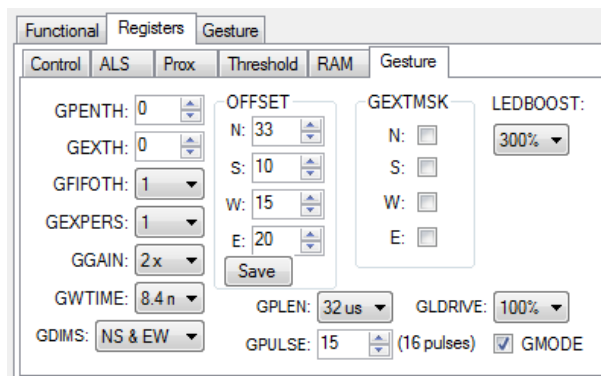 Functional Registers Gesture
Control ALS Prox Threshold RAM Gesture
GPENTH: 0
GEXTH: 0
GFIFOTH: 1
GEXPERS: 1
GGAIN: 2x
GWTIME: 8.4 n
GDIMS: NS & EW
OFFSET
N: 33
S: 10
W: 15
E: 20
Save
GEXTMSK
N:
S:
W:
E:
LEDBOOST:
300%
GPLEN: 32 us GLDRIVE: 100%
GPULSE: 15 (16 pulses) GMODE